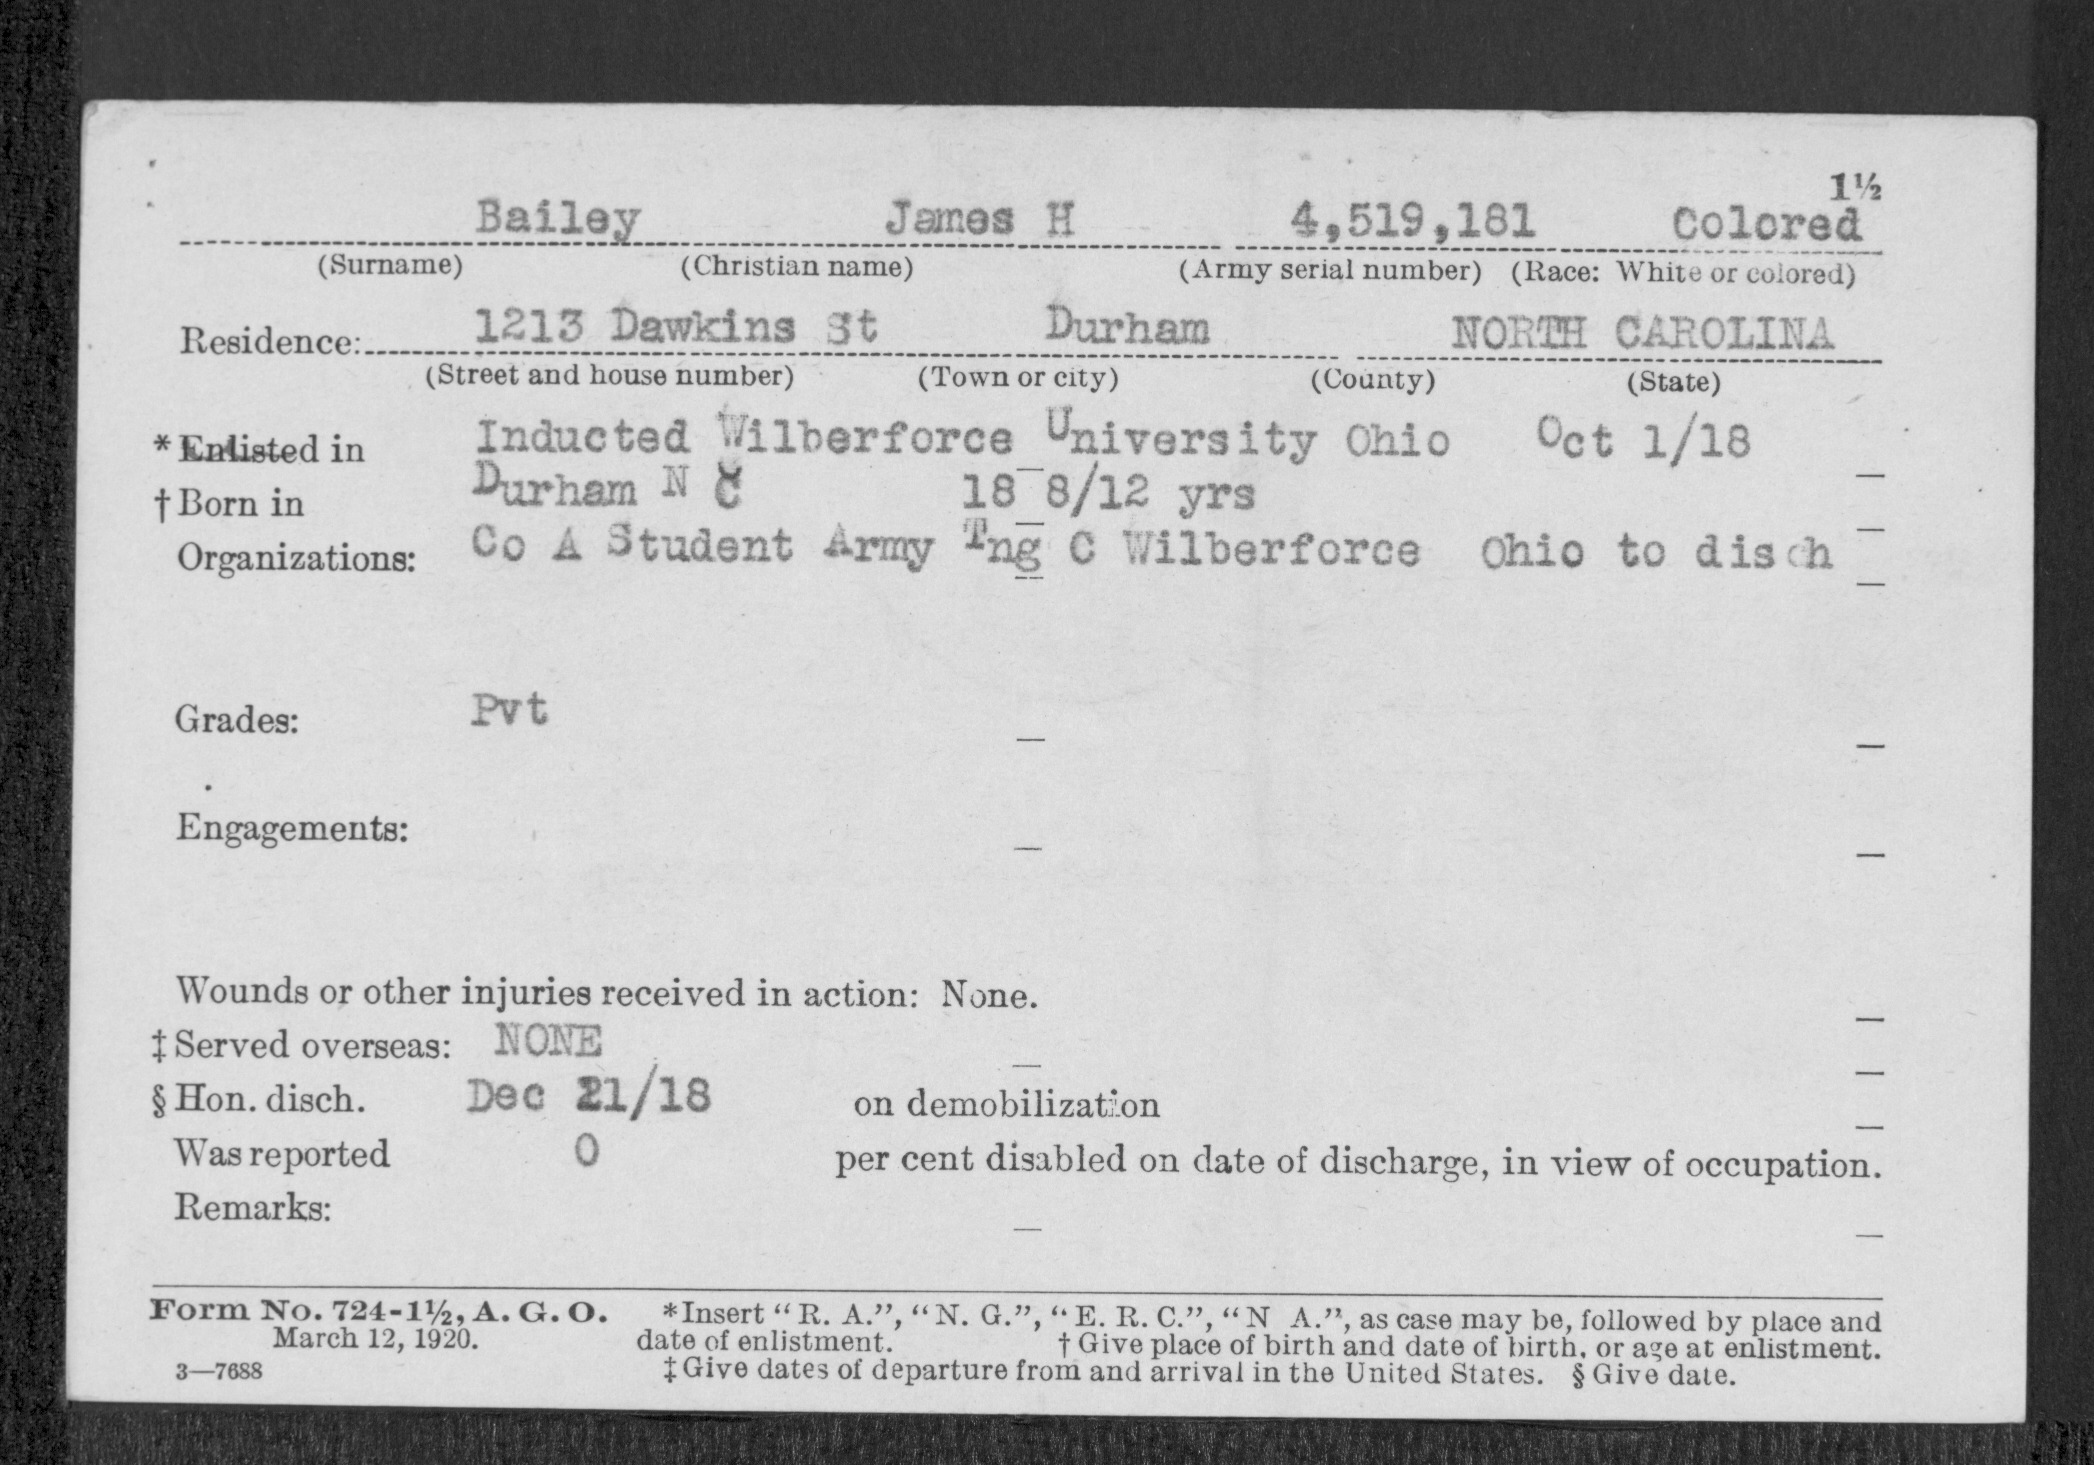 1½
Bailey James H 4,519,181 Colored
(Surname) (Christian name) (Army serial number) (Race: White or colored)
1213 Dawkins St Durham NORTH CAROLINA
Residence:
(Street and house number) (Town or city) (County) (State)
*Enlisted in Inducted Wilberforce University Ohio Oct 1/18
†Born in Durham N C 18 8/12 yrs
Organizations: Co A Student Army Tng C Wilberforce Ohio to disch
Grades: Pvt
Engagements:
Wounds or other injuries received in action: None.
‡Served overseas: NONE
§Hon. disch. Dec 21/18 on demobilization
Was reported 0 per cent disabled on date of discharge, in view of occupation.
Remarks:
Form No. 724-1½, A. G. O. *Insert "R. A.", "N. G.", "E. R. C.", "N A.", as case may be, followed by place and
March 12, 1920. date of enlistment. †Give place of birth and date of birth, or age at enlistment.
3—7688 ‡Give dates of departure from and arrival in the United States. §Give date.